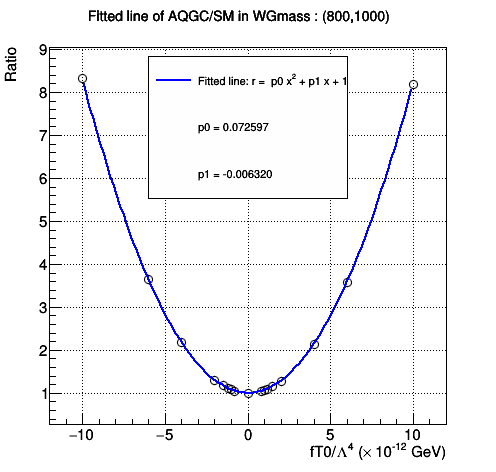 Fitted line of AQGC/SM in WGmass : (800,1000)
Ratio
9
8
7
6
5
4
3
2
1
Fitted line: r = p0 x² + p1 x + 1
p0 = 0.072597
p1 = -0.006320
−10 −5 0 5 10
fT0/Λ⁴ (× 10⁻¹² GeV)